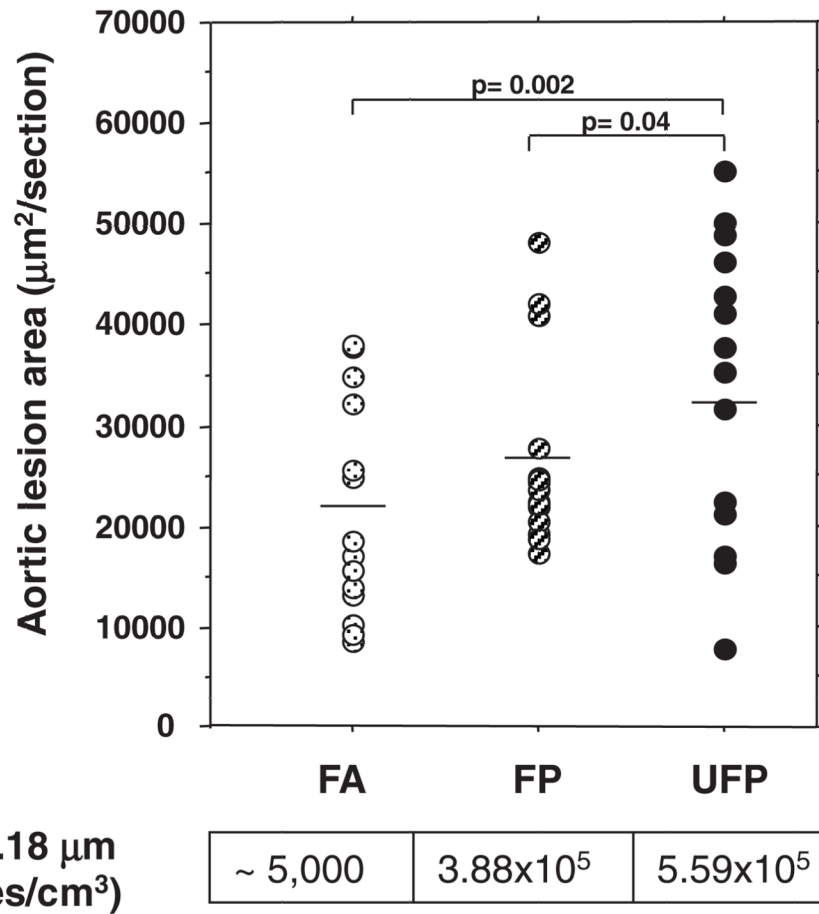 70000
60000
50000
40000
30000
20000
10000
0
Aortic lesion area (μm²/section)
p= 0.002
p= 0.04
FA FP UFP
.18 μm
es/cm³)
~ 5,000 3.88x10⁵ 5.59x10⁵